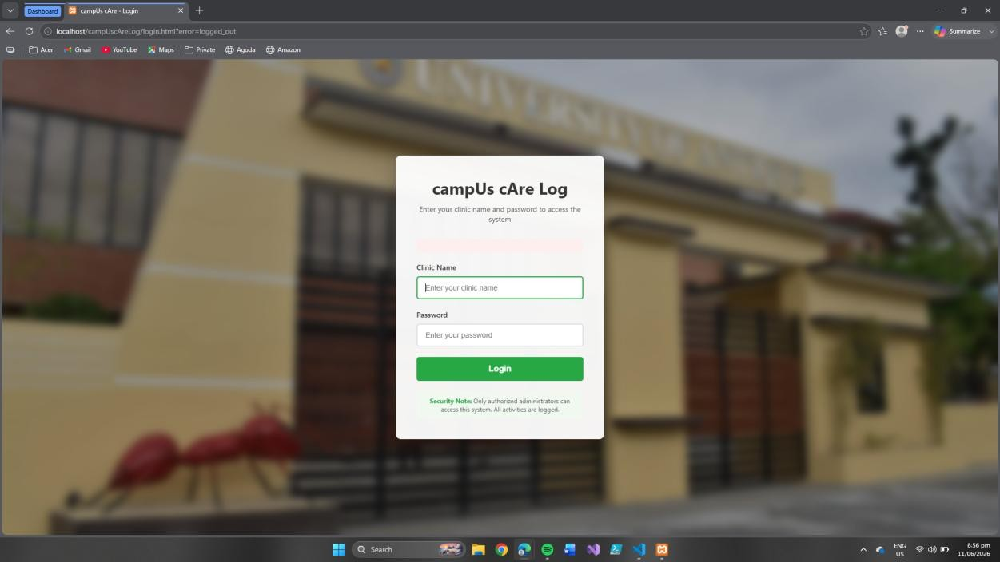 Dashboard
campUs cAre - Login
localhost/campUscAreLog/login.html?error=logged_out
Summarize
Acer
Gmail
YouTube
Maps
Private
Agoda
Amazon
UNIVERSITY OF ANTIQUE
campUs cAre Log
Enter your clinic name and password to access the
system
Clinic Name
Enter your clinic name
Password
Enter your password
Login
Security Note: Only authorized administrators can
access this system. All activities are logged.
Search
ENG
US
8:56 pm
11/06/2026